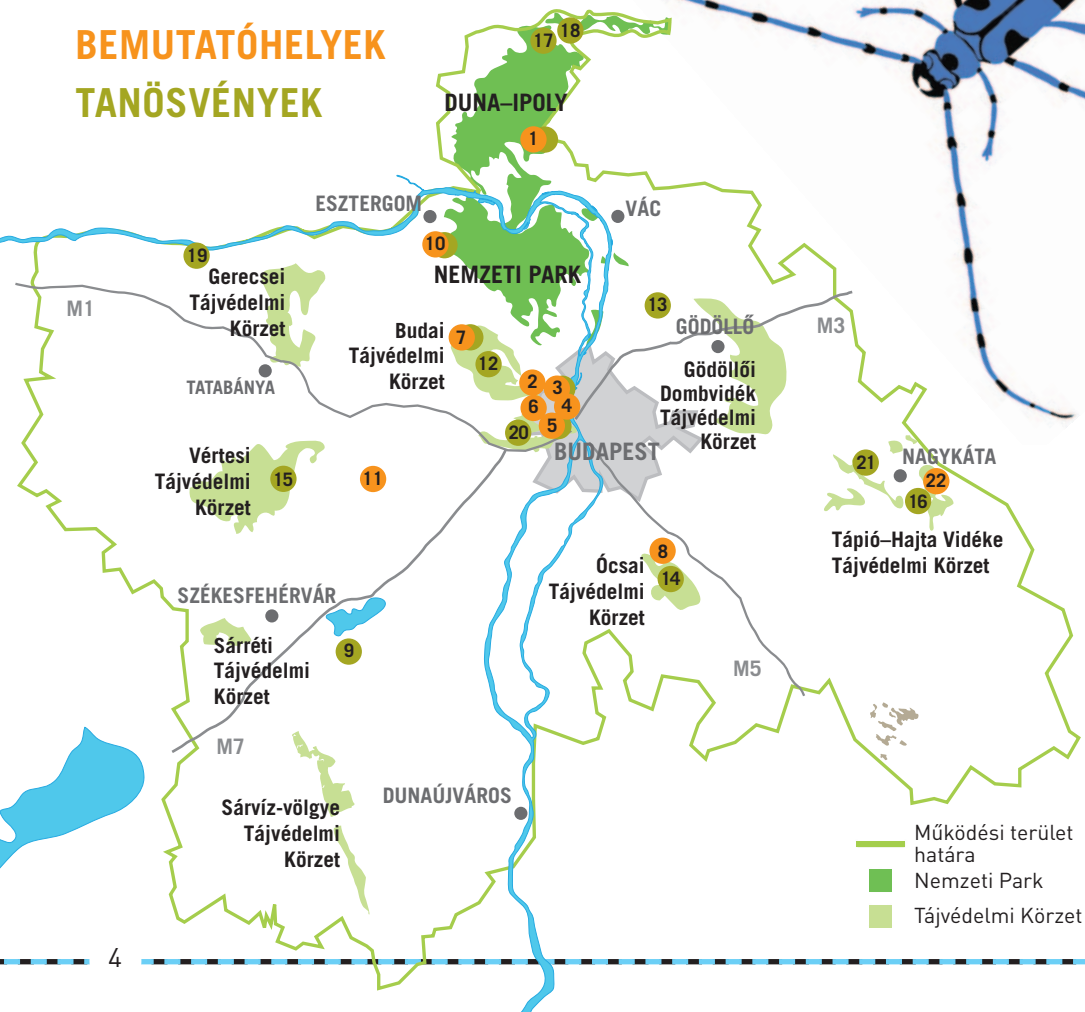 BEMUTATÓHELYEK
TANÖSVÉNYEK
17
18
DUNA–IPOLY
1
ESZTERGOM
VÁC
10
NEMZETI PARK
19
Gerecsei
Tájvédelmi
Körzet
M1
TATABÁNYA
Budai
Tájvédelmi
Körzet
7
12
13
GÖDÖLLŐ
M3
Gödöllői
Dombvidék
Tájvédelmi
Körzet
2
3
6
4
5
20
BUDAPEST
Vértesi
Tájvédelmi
Körzet
15
11
21
NAGYKÁTA
22
16
Tápió–Hajta Vidéke
Tájvédelmi Körzet
8
Ócsai
Tájvédelmi
Körzet
14
SZÉKESFEHÉRVÁR
Sárréti
Tájvédelmi
Körzet
9
M5
M7
Sárvíz-völgye
Tájvédelmi
Körzet
DUNAÚJVÁROS
Működési terület
határa
Nemzeti Park
Tájvédelmi Körzet
4